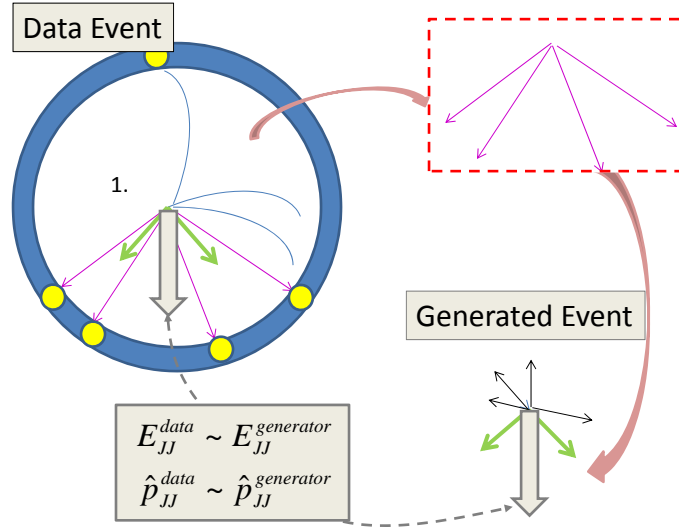 Data Event
1.
Generated Event
E_{JJ}^{data} ~ E_{JJ}^{generator}
p̂_{JJ}^{data} ~ p̂_{JJ}^{generator}